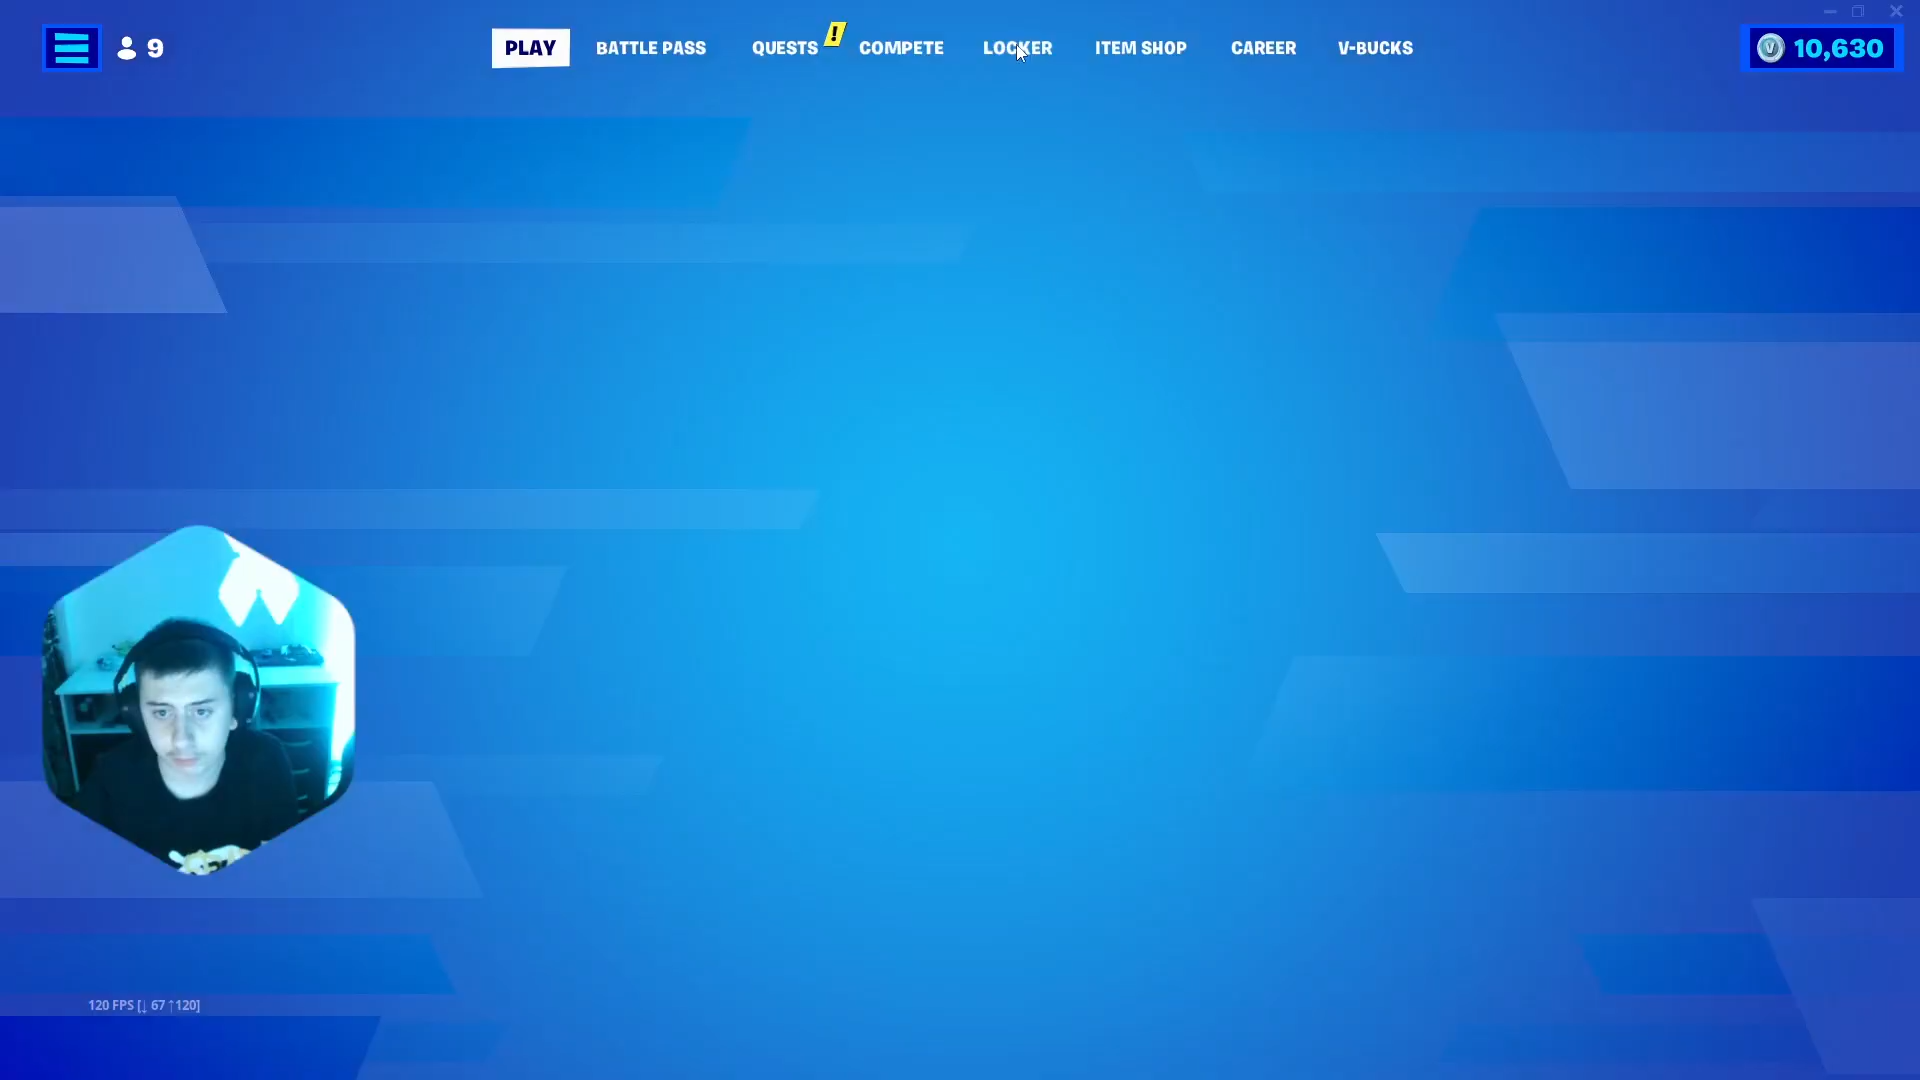 9
PLAY
BATTLE PASS
QUESTS !
COMPETE
LOCKER
ITEM SHOP
CAREER
V-BUCKS
V 10,630
120 FPS [↓ 67 ↑120]